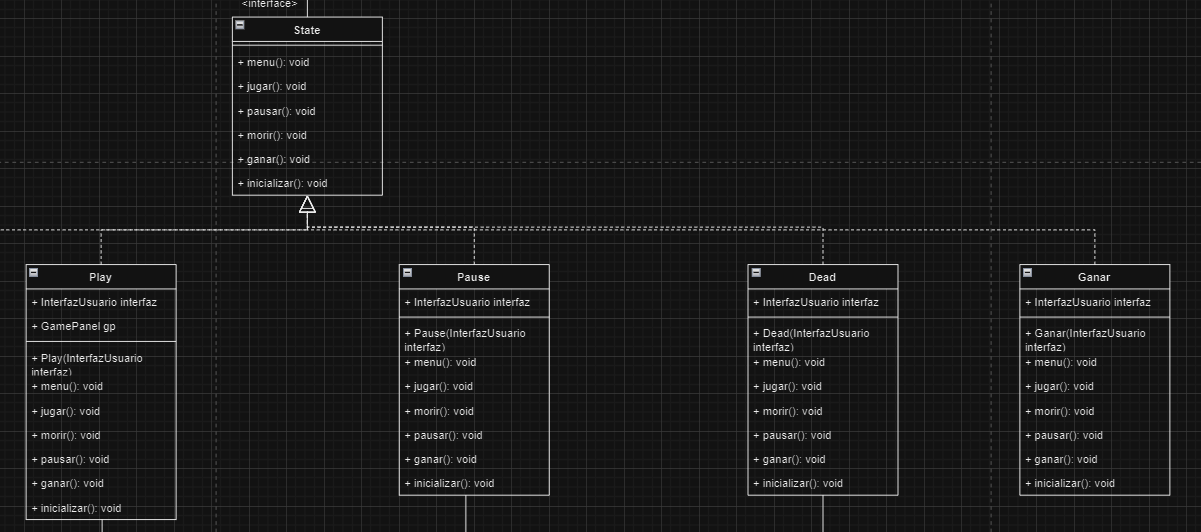 <interface>
State
+ menu(): void
+ jugar(): void
+ pausar(): void
+ morir(): void
+ ganar(): void
+ inicializar(): void
Play
+ InterfazUsuario interfaz
+ GamePanel gp
+ Play(InterfazUsuario
interfaz)
+ menu(): void
+ jugar(): void
+ morir(): void
+ pausar(): void
+ ganar(): void
+ inicializar(): void
Pause
+ InterfazUsuario interfaz
+ Pause(InterfazUsuario
interfaz)
+ menu(): void
+ jugar(): void
+ morir(): void
+ pausar(): void
+ ganar(): void
+ inicializar(): void
Dead
+ InterfazUsuario interfaz
+ Dead(InterfazUsuario
interfaz)
+ menu(): void
+ jugar(): void
+ morir(): void
+ pausar(): void
+ ganar(): void
+ inicializar(): void
Ganar
+ InterfazUsuario interfaz
+ Ganar(InterfazUsuario
interfaz)
+ menu(): void
+ jugar(): void
+ morir(): void
+ pausar(): void
+ ganar(): void
+ inicializar(): void